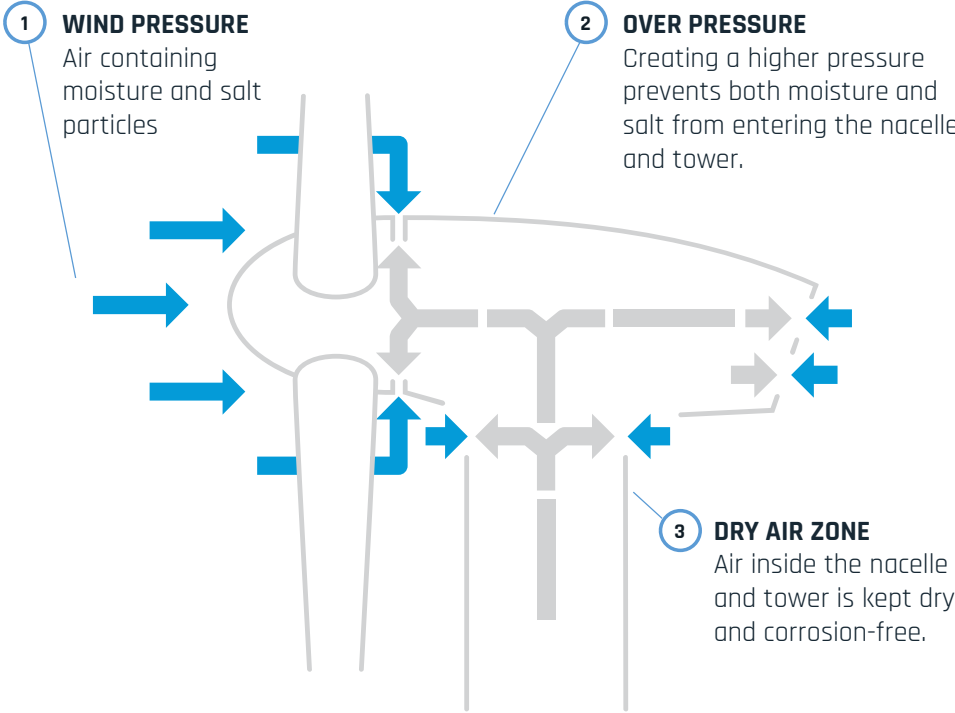 1
WIND PRESSURE
Air containing
moisture and salt
particles
2
OVER PRESSURE
Creating a higher pressure
prevents both moisture and
salt from entering the nacelle
and tower.
3
DRY AIR ZONE
Air inside the nacelle
and tower is kept dry
and corrosion-free.